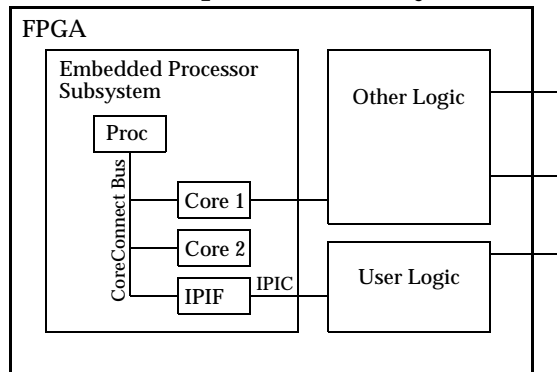 FPGA
Embedded Processor
Subsystem
Proc
CoreConnect Bus
Core 1
Core 2
IPIF
IPIC
Other Logic
User Logic